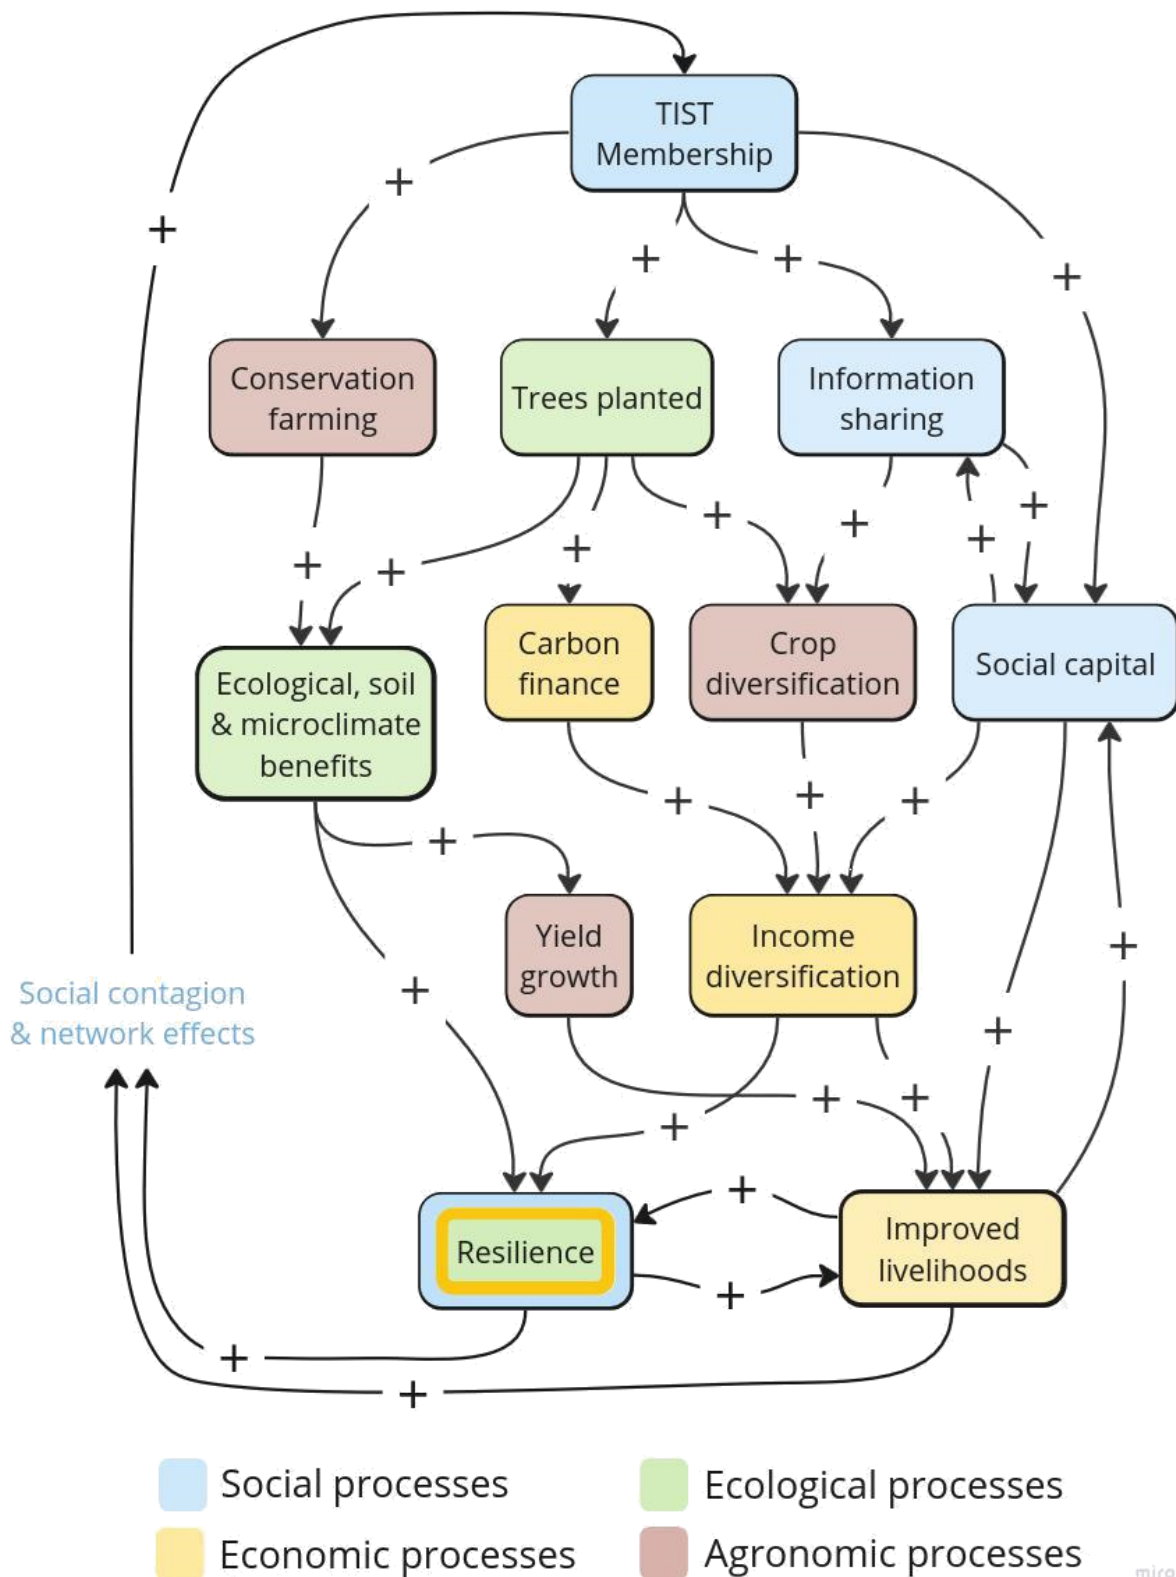 TIST
Membership
+
+
+
+
+
Conservation
farming
Trees planted
Information
sharing
+
+
+
+
+
+
+
Carbon
finance
Crop
diversification
Social capital
Ecological, soil
& microclimate
benefits
+
+
+
+
Yield
growth
Income
diversification
+
+
+
Social contagion
& network effects
+
+
+
+
+
Resilience
Improved
livelihoods
+
+
Social processes
Ecological processes
Economic processes
Agronomic processes